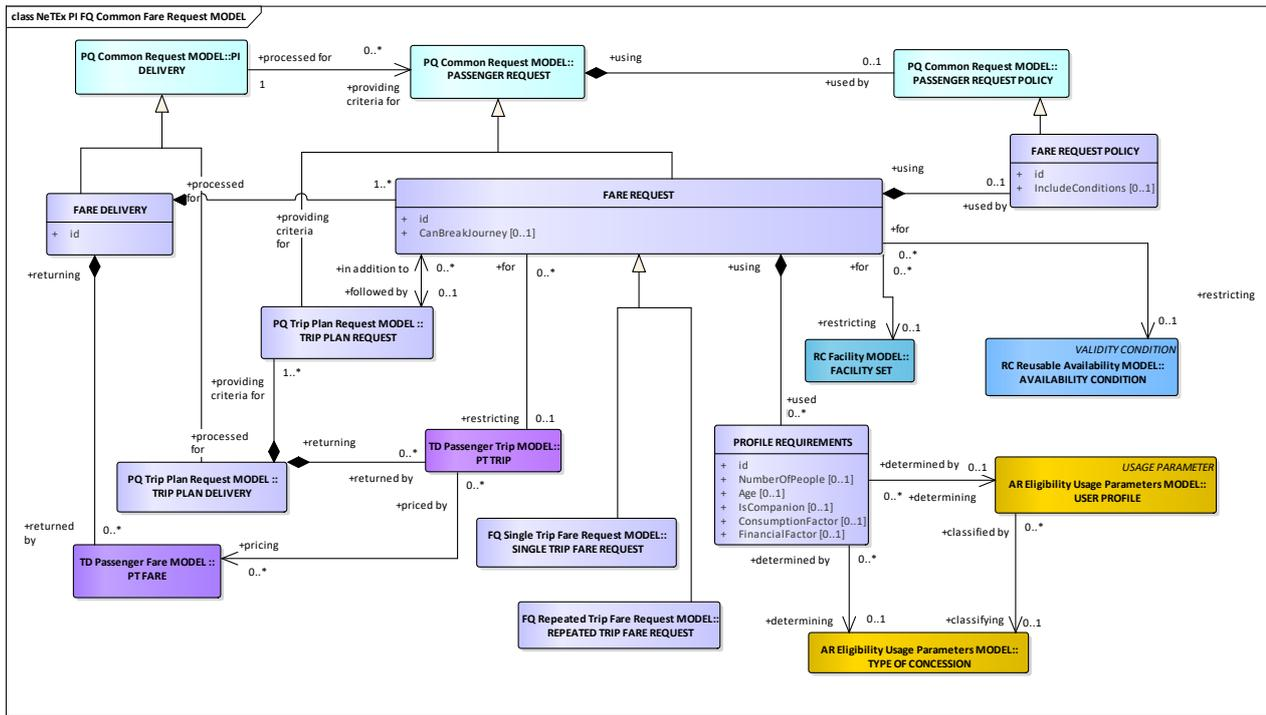 class NeTEx PI FQ Common Fare Request MODEL
PQ Common Request MODEL::PI
DELIVERY
+processed for
0..*
1
+providing
criteria for
PQ Common Request MODEL::
PASSENGER REQUEST
+using
0..1
+used by
PQ Common Request MODEL::
PASSENGER REQUEST POLICY
FARE REQUEST POLICY
+ id
+ IncludeConditions [0..1]
+using
0..1
+used by
+processed
for
1..*
FARE DELIVERY
+ id
FARE REQUEST
+ id
+ CanBreakJourney [0..1]
+providing
criteria
for
+for
0..*
0..*
+returning
+in addition to
0..*
+for
0..*
+using
+for
+followed by
0..1
+restricting
0..1
+restricting
0..1
PQ Trip Plan Request MODEL ::
TRIP PLAN REQUEST
RC Facility MODEL::
FACILITY SET
VALIDITY CONDITION
RC Reusable Availability MODEL::
AVAILABILITY CONDITION
1..*
+providing
criteria for
+used
0..*
+restricting
0..1
+processed
for
+returning
0..*
+returned by
TD Passenger Trip MODEL::
PT TRIP
PROFILE REQUIREMENTS
+ id
+ NumberOfPeople [0..1]
+ Age [0..1]
+ IsCompanion [0..1]
+ ConsumptionFactor [0..1]
+ FinancialFactor [0..1]
+determined by
0..1
0..*
+determining
USAGE PARAMETER
AR Eligibility Usage Parameters MODEL::
USER PROFILE
PQ Trip Plan Request MODEL ::
TRIP PLAN DELIVERY
0..*
+priced by
+returned
by
0..*
+pricing
0..*
TD Passenger Fare MODEL ::
PT FARE
FQ Single Trip Fare Request MODEL::
SINGLE TRIP FARE REQUEST
+determined by
0..*
+classified by
0..*
FQ Repeated Trip Fare Request MODEL::
REPEATED TRIP FARE REQUEST
+determining
0..1
+classifying
0..1
AR Eligibility Usage Parameters MODEL::
TYPE OF CONCESSION